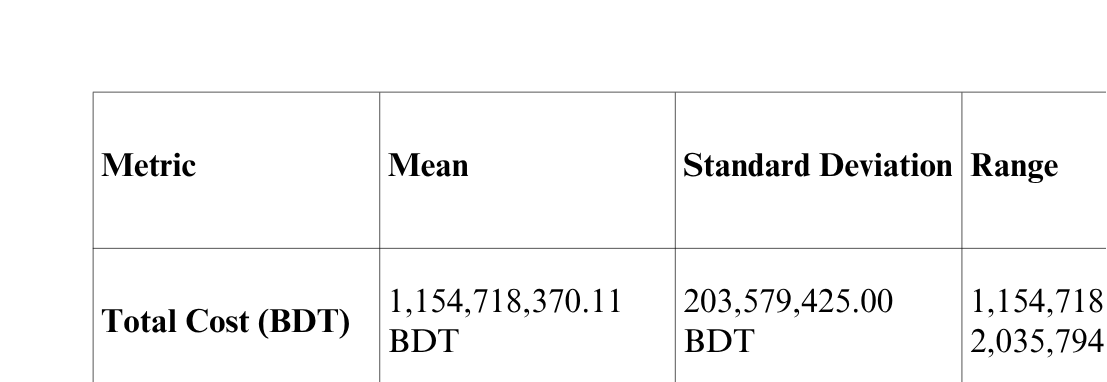 Metric
Mean
Standard Deviation
Range
Total Cost (BDT)
1,154,718,370.11
BDT
203,579,425.00
BDT
1,154,718
2,035,794